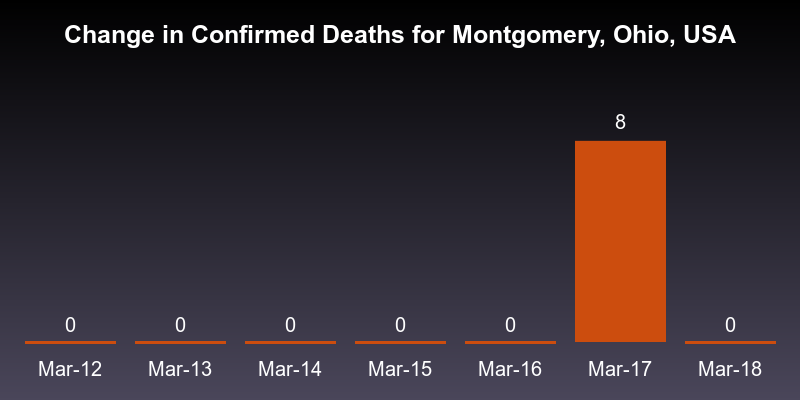 Change in Confirmed Deaths for Montgomery, Ohio, USA
8
0 0 0 0 0 0
Mar-12 Mar-13 Mar-14 Mar-15 Mar-16 Mar-17 Mar-18